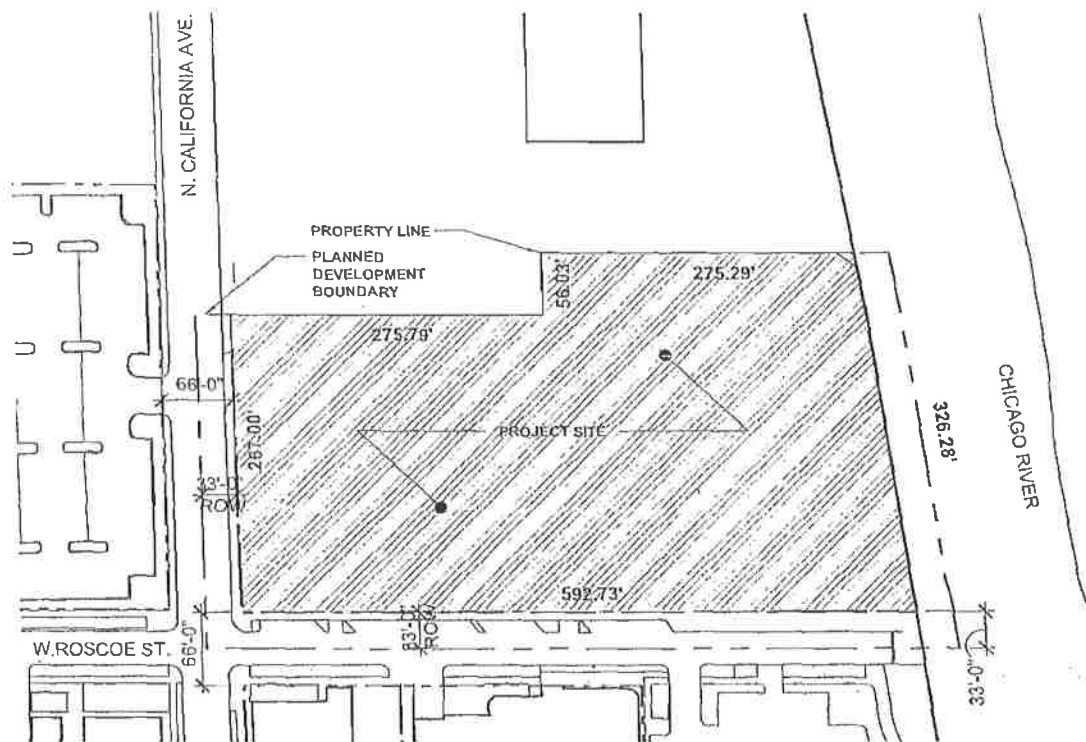 N. CALIFORNIA AVE.
PROPERTY LINE
PLANNED
DEVELOPMENT
BOUNDARY
56.03'
275.29'
275.79'
66'-0"
267.00'
33'-0"
ROW
PROJECT SITE
326.28'
CHICAGO RIVER
592.73'
33'-0"
ROW
W.ROSCOE ST.
66'-0"
33'-0"